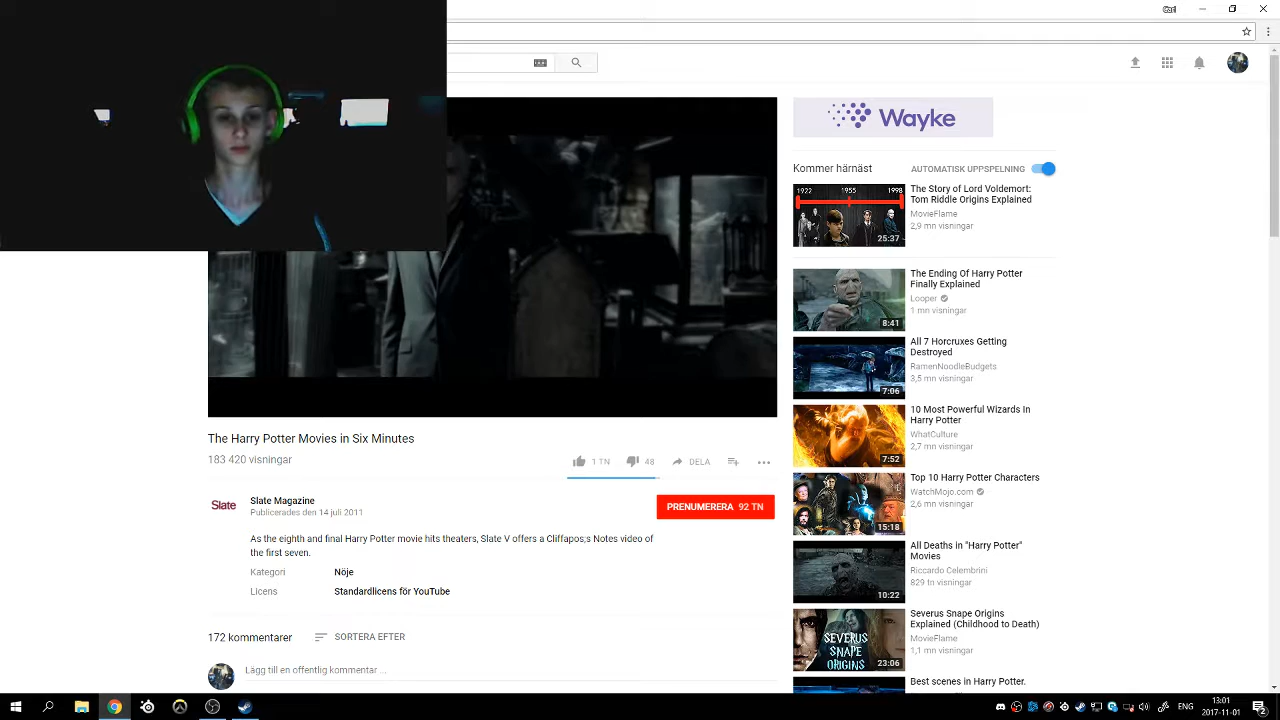 Wayke
Kommer härnäst
AUTOMATISK UPPSPELNING
1922 1955 1998
25:37
The Story of Lord Voldemort:
Tom Riddle Origins Explained
MovieFlame
2,9 mn visningar
8:41
The Ending Of Harry Potter
Finally Explained
Looper
1 mn visningar
7:06
All 7 Horcruxes Getting
Destroyed
RamenNoodleBudgets
3,5 mn visningar
7:52
10 Most Powerful Wizards In
Harry Potter
WhatCulture
2,7 mn visningar
15:18
Top 10 Harry Potter Characters
WatchMojo.com
2,6 mn visningar
10:22
All Deaths in "Harry Potter"
Movies
Riccardo Celembrini
829 tn visningar
SEVERUS
SNAPE
ORIGINS
23:06
Severus Snape Origins
Explained (Childhood to Death)
MovieFlame
1,1 mn visningar
Best scenes in Harry Potter.
The Harry Potter Movies in Six Minutes
183 420 visningar
1 TN
48
DELA
Slate
Slate Magazine
Publicerades den 14 juli 2011
PRENUMERERA 92 TN
As the eighth and final Harry Potter movie hits theaters, Slate V offers a Cliffapos;s Notes video of
the first seven.
Kategori Nöje
Licens Standardlicens för YouTube
172 kommentarer
SORTERA EFTER
Lägg till en offentlig kommentar ...
ENG
13:01
2017-11-01